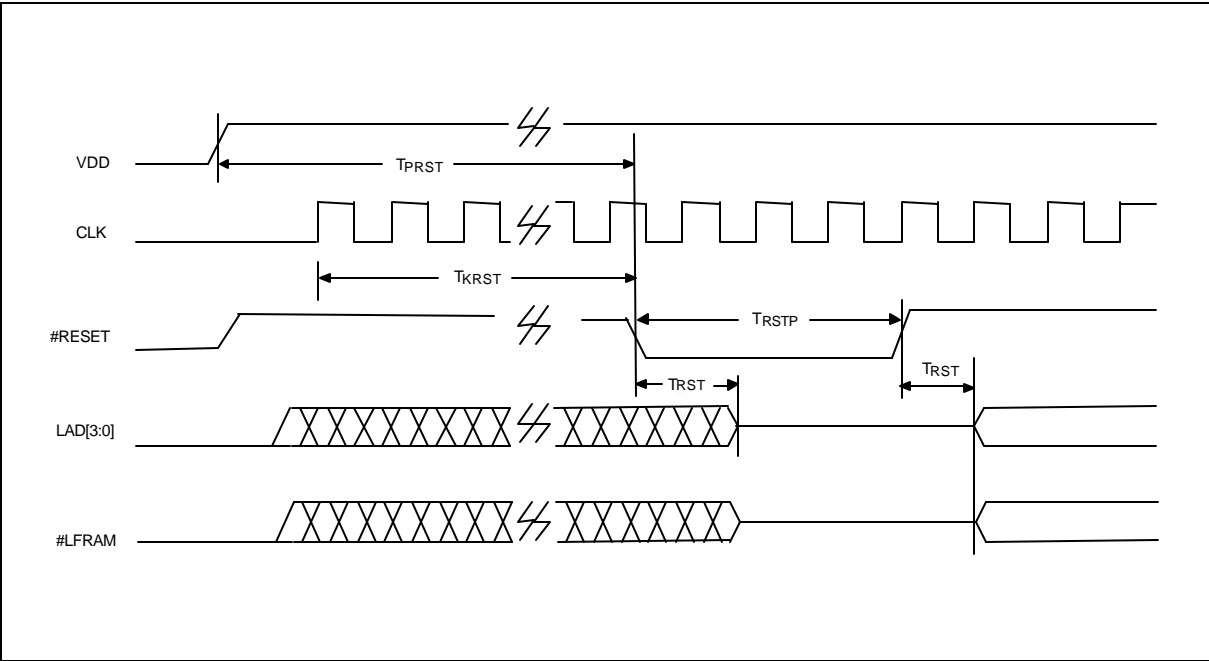 VDD
TPRST
CLK
TKRST
#RESET
TRSTP
TRST
TRST
LAD[3:0]
#LFRAM